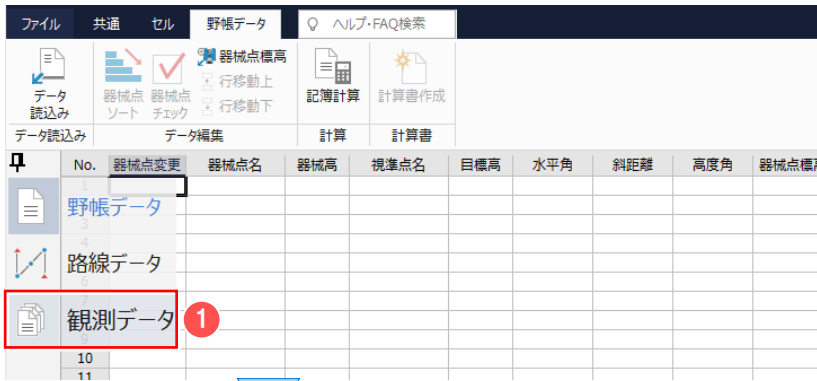 ファイル 共通 セル 野帳データ ヘルプ・FAQ検索
データ
読込み
器械点
ソート
器械点
チェック
器械点標高
行移動上
行移動下
記簿計算
計算書作成
データ読込み データ編集 計算 計算書
No. 器械点変更 器械点名 器械高 視準点名 目標高 水平角 斜距離 高度角 器械点標高
1
野帳データ
3
4
路線データ
6
7
観測データ 1
9
10
11